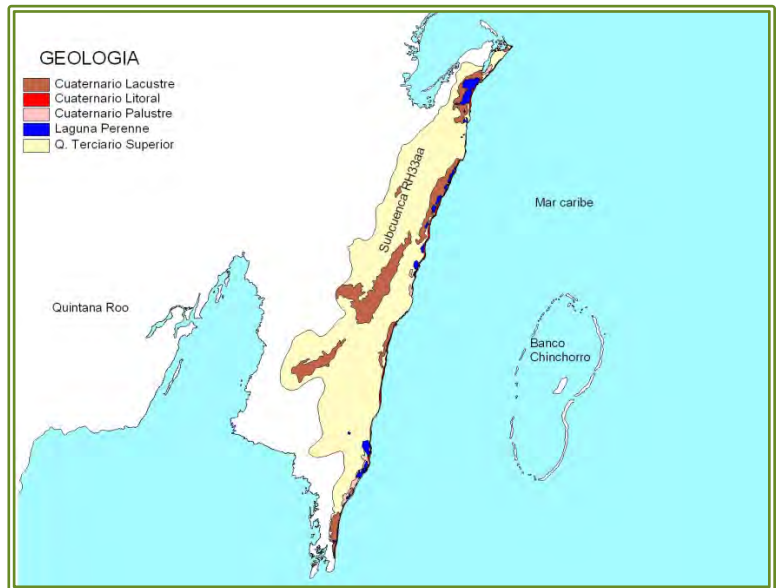 GEOLOGIA
Cuaternario Lacustre
Cuaternario Litoral
Cuaternario Palustre
Laguna Perenne
Q. Terciario Superior
Subcuenca RH33aa
Mar caribe
Quintana Roo
Banco
Chinchorro